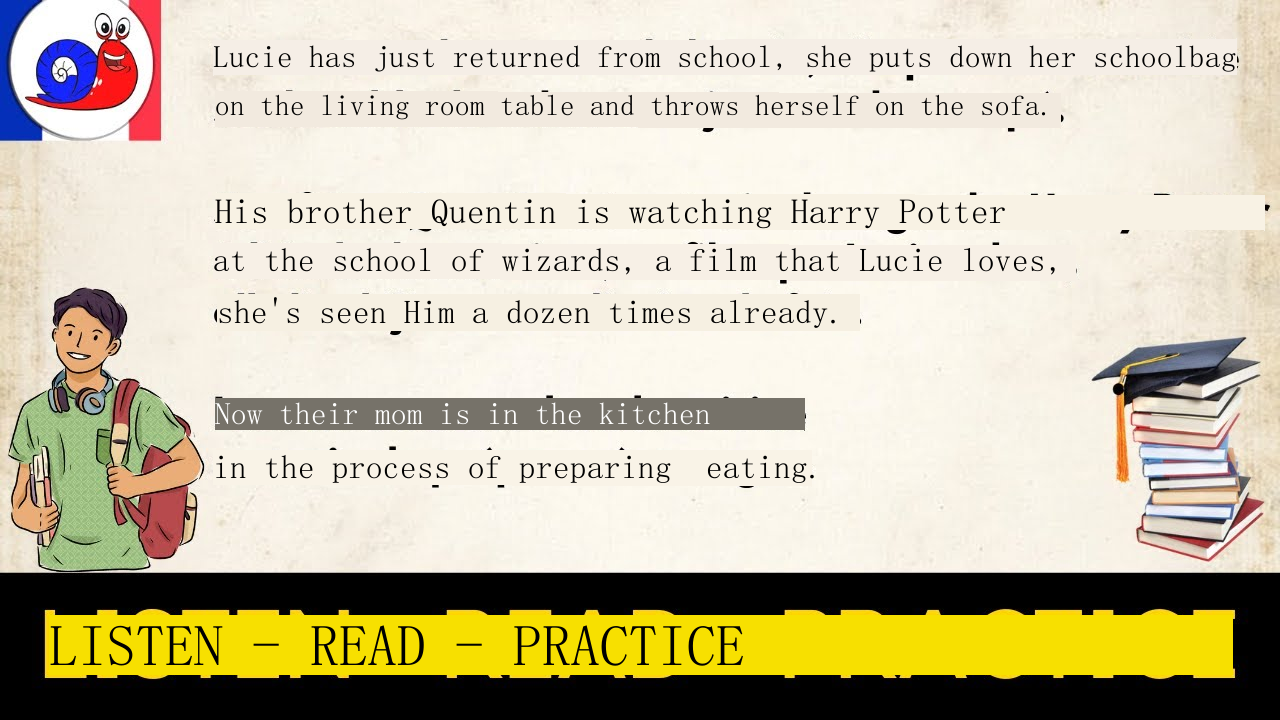 Lucie has just returned from school, she puts down her schoolbag
on the living room table and throws herself on the sofa.
His brother Quentin is watching Harry Potter
at the school of wizards, a film that Lucie loves,
she's seen Him a dozen times already.
Now their mom is in the kitchen
in the process of preparing eating.
LISTEN - READ - PRACTICE